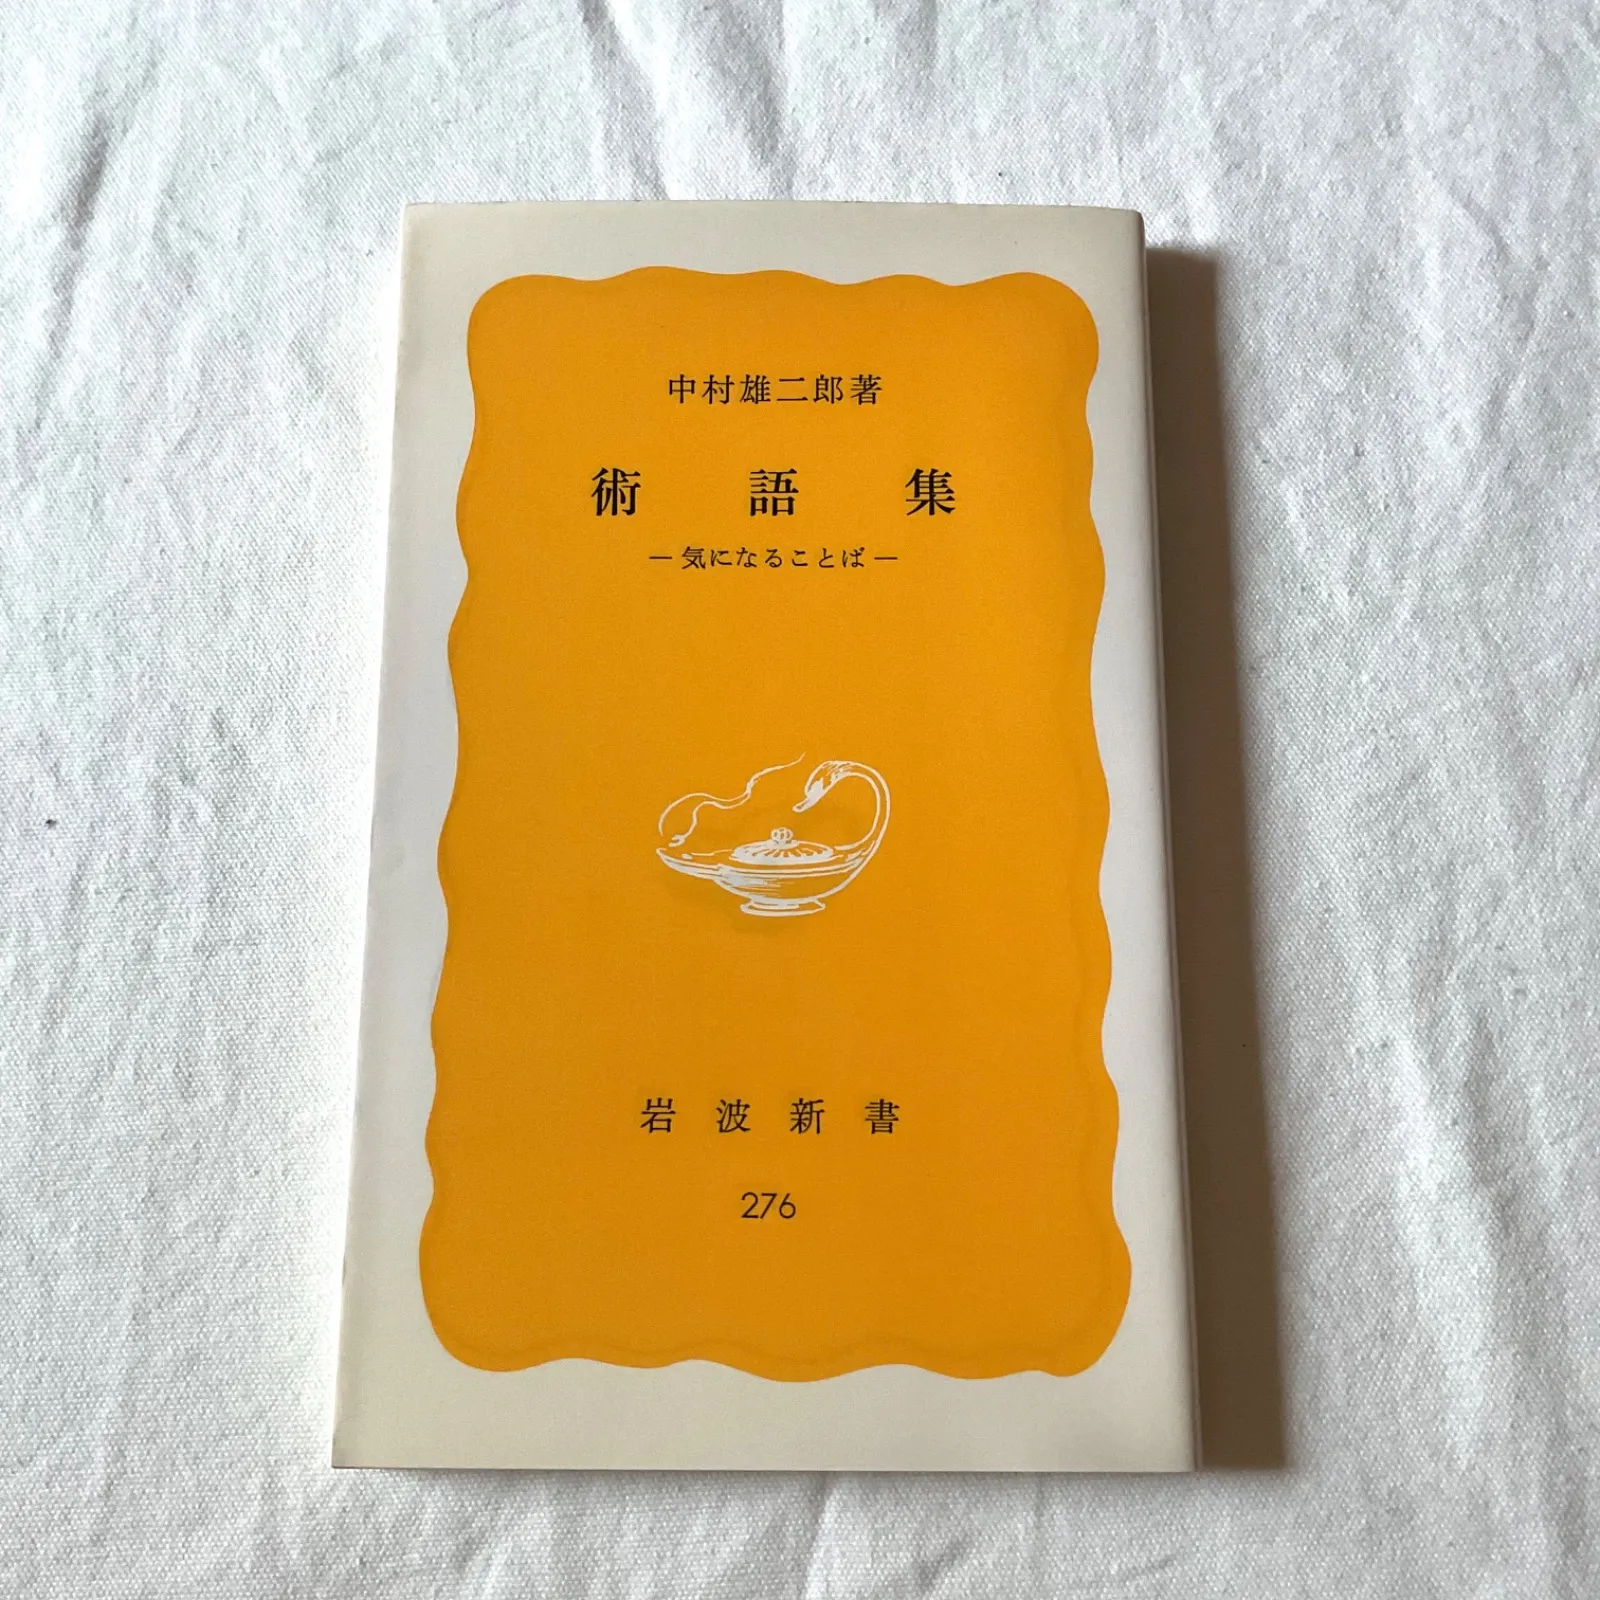 中村雄二郎著
術語集
―気になることば―
岩波新書
276